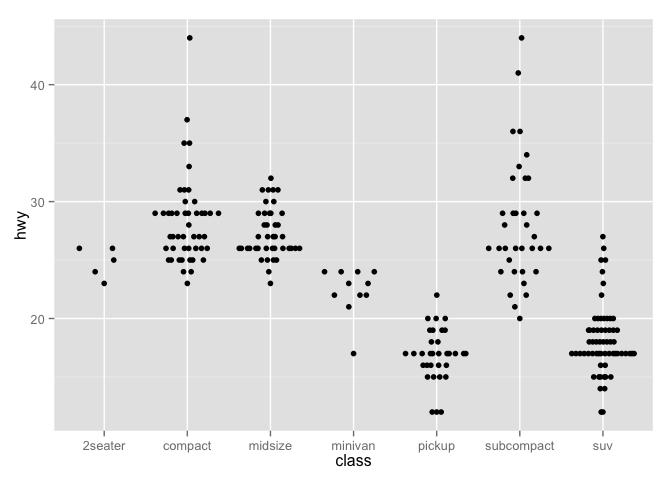 hwy
40
30
20
2seater compact midsize minivan pickup subcompact suv
class